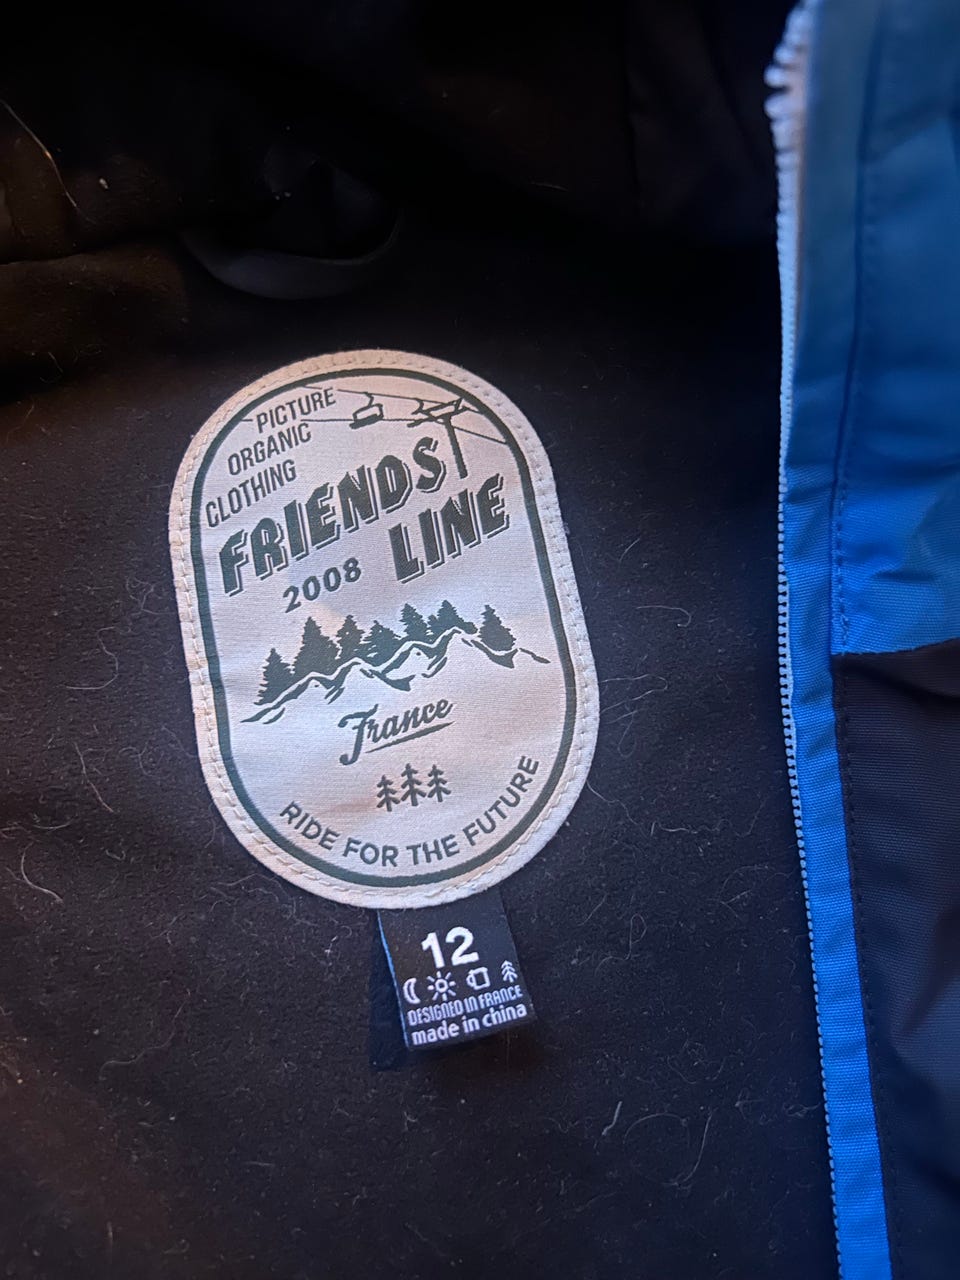 PICTURE
ORGANIC
CLOTHING
FRIENDS
LINE
2008
France
RIDE FOR THE FUTURE
12
DESIGNED IN FRANCE
made in china